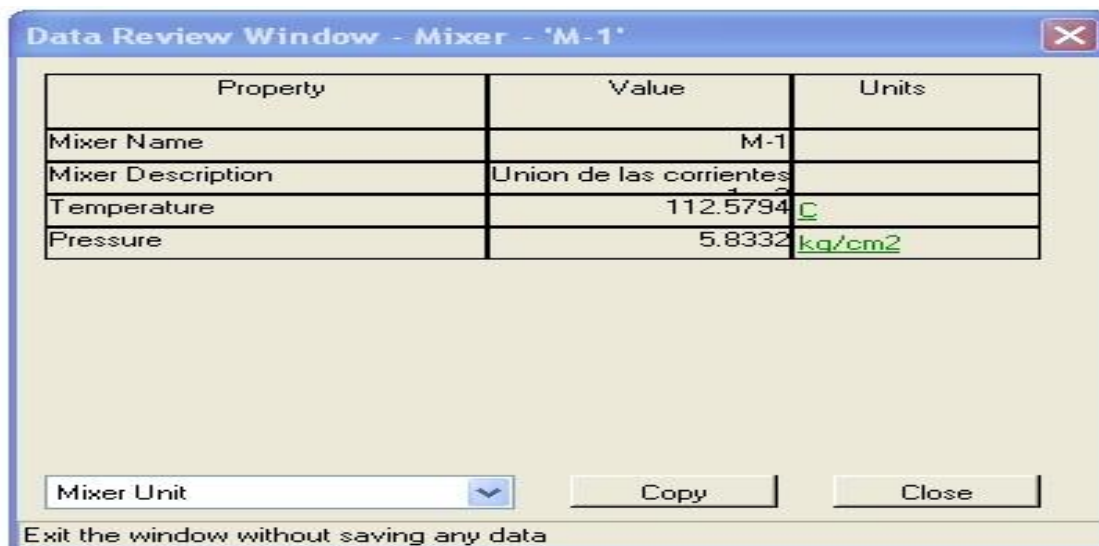 Data Review Window - Mixer - 'M-1'
Property Value Units
Mixer Name M-1
Mixer Description Union de las corrientes
Temperature 112.5794 C
Pressure 5.8332 kg/cm2
Mixer Unit Copy Close
Exit the window without saving any data